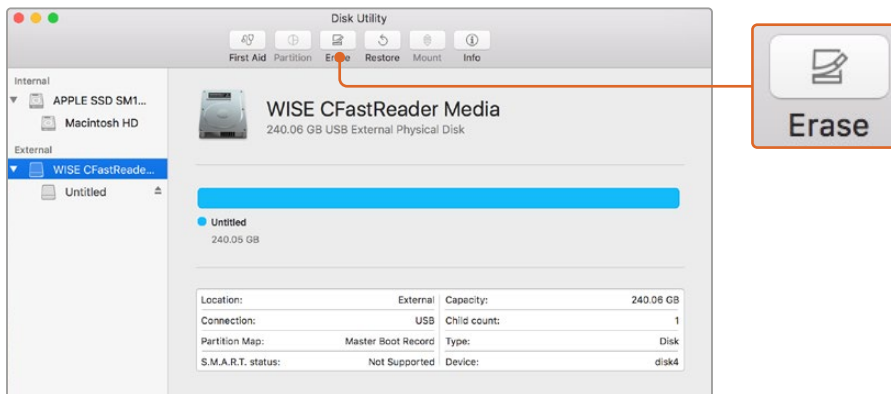 Disk Utility
First Aid Partition Erase Restore Mount Info
Erase
Internal
APPLE SSD SM1...
Macintosh HD
External
WISE CFastReade...
Untitled
WISE CFastReader Media
240.06 GB USB External Physical Disk
Untitled
240.05 GB
Location: External Capacity: 240.06 GB
Connection: USB Child count: 1
Partition Map: Master Boot Record Type: Disk
S.M.A.R.T. status: Not Supported Device: disk4